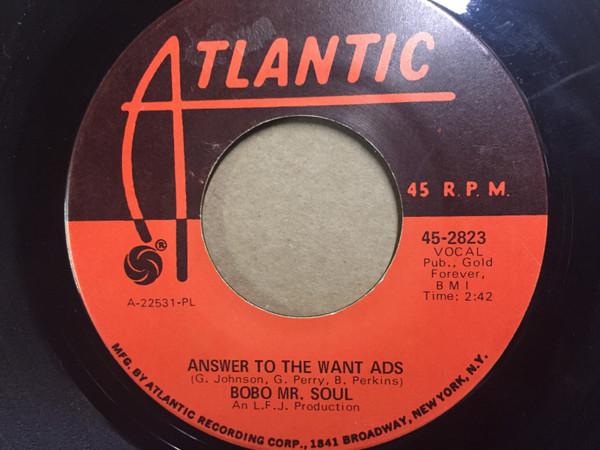 ATLANTIC
45 R.P.M.
®
A-22531-PL
45-2823
VOCAL
Pub., Gold
Forever,
BMI
Time: 2:42
ANSWER TO THE WANT ADS
(G. Johnson, G. Perry, B. Perkins)
BOBO MR. SOUL
An L.F.J. Production
MFG. BY ATLANTIC RECORDING CORP., 1841 BROADWAY, NEW YORK, N.Y.